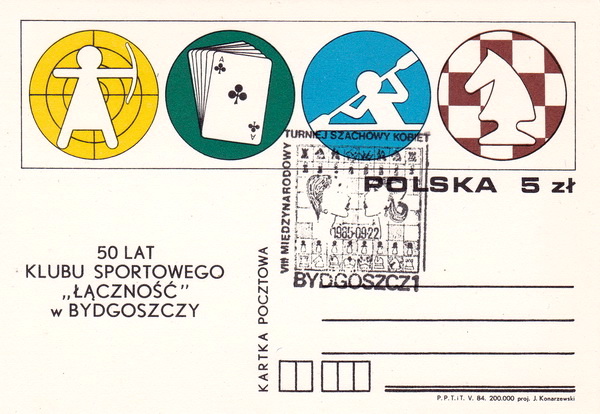 A
A
TURNIEJ SZACHOWY KOBIET
VIII MIĘDZYNARODOWY
1985-09-22
BYDGOSZCZ 1
POLSKA 5 zł
50 LAT
KLUBU SPORTOWEGO
„ŁĄCZNOŚĆ”
w BYDGOSZCZY
KARTKA POCZTOWA
P.P.T.iT. V. 84. 200.000 proj. J. Konarzewski